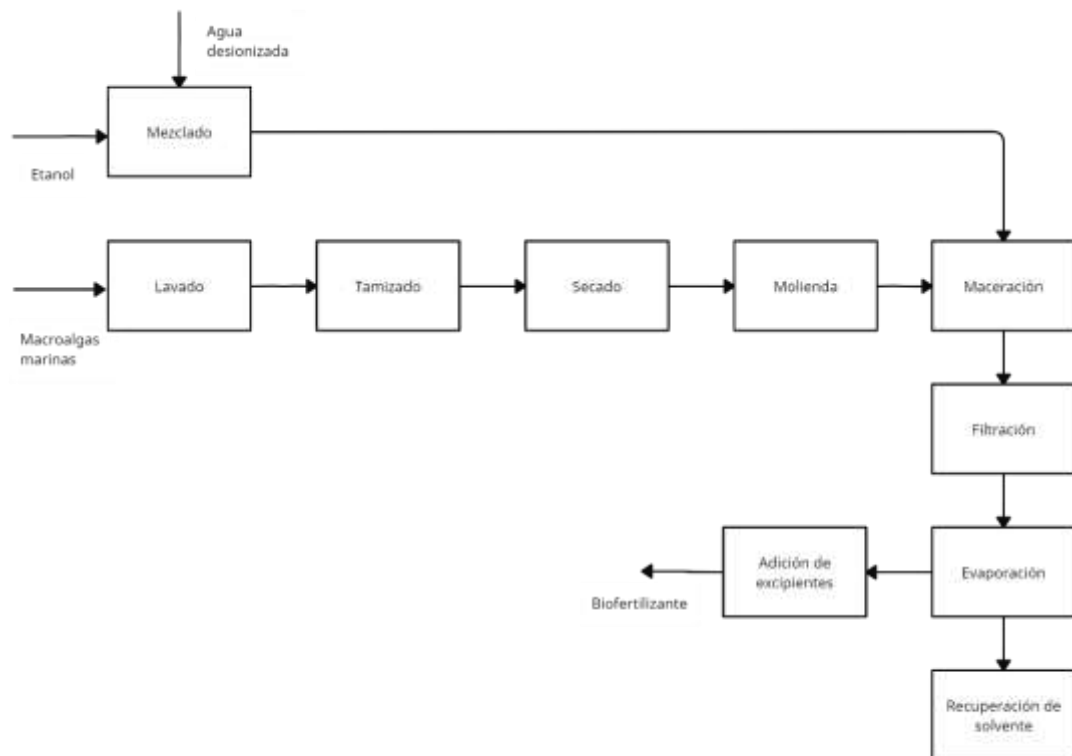 Agua
desionizada
Mezclado
Etanol
Lavado
Tamizado
Secado
Molienda
Maceración
Macroalgas
marinas
Filtración
Adición de
excipientes
Evaporación
Biofertilizante
Recuperación de
solvente